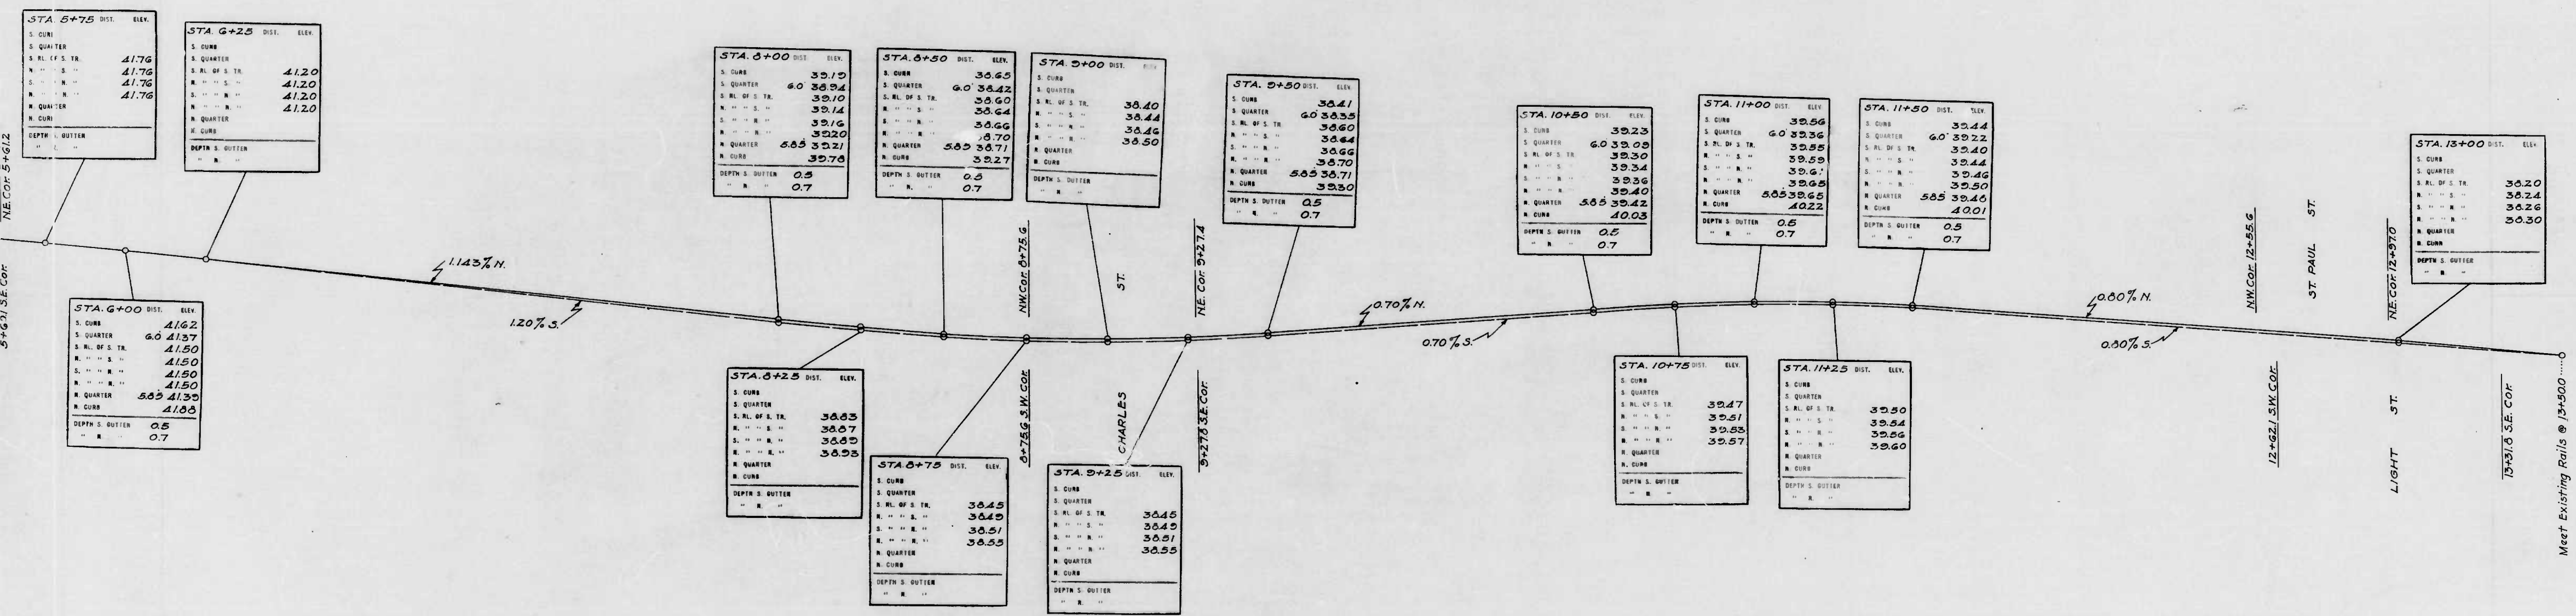 STA. 5+75 DIST. ELEV.
S. CURB
S. QUARTER
S. RL. OF S. TR. 41.76
N. " " S. " 41.76
S. " " N. " 41.76
N. " " N. " 41.76
N. QUARTER
N. CURB
DEPTH S. GUTTER
" N. "
STA. 6+25 DIST. ELEV.
S. CURB
S. QUARTER
S. RL. OF S. TR. 41.20
N. " " S. " 41.20
S. " " N. " 41.20
N. " " N. " 41.20
N. QUARTER
N. CURB
DEPTH S. GUTTER
" N. "
STA. 8+00 DIST. ELEV.
S. CURB 39.19
S. QUARTER 6.0 38.94
S. RL. OF S. TR. 39.10
N. " " S. " 39.14
S. " " N. " 39.16
N. " " N. " 39.20
N. QUARTER 5.85 39.21
N. CURB 39.78
DEPTH S. GUTTER 0.5
" N. " 0.7
STA. 8+50 DIST. ELEV.
S. CURB 38.65
S. QUARTER 6.0 38.42
S. RL. OF S. TR. 38.60
N. " " S. " 38.64
S. " " N. " 38.66
N. " " N. " 38.70
N. QUARTER 5.85 38.71
N. CURB 39.27
DEPTH S. GUTTER 0.5
" N. " 0.7
STA. 9+00 DIST. ELEV.
S. CURB
S. QUARTER
S. RL. OF S. TR. 38.40
N. " " S. " 38.44
S. " " N. " 38.46
N. " " N. " 38.50
N. QUARTER
N. CURB
DEPTH S. GUTTER
" N. "
STA. 9+50 DIST. ELEV.
S. CURB 38.41
S. QUARTER 6.0 38.35
S. RL. OF S. TR. 38.60
N. " " S. " 38.64
S. " " N. " 38.66
N. " " N. " 38.70
N. QUARTER 5.85 38.71
N. CURB 39.30
DEPTH S. GUTTER 0.5
" N. " 0.7
STA. 10+50 DIST. ELEV.
S. CURB 39.23
S. QUARTER 6.0 39.09
S. RL. OF S. TR. 39.30
N. " " S. " 39.34
S. " " N. " 39.36
N. " " N. " 39.40
N. QUARTER 5.85 39.42
N. CURB 40.03
DEPTH S. GUTTER 0.5
" N. " 0.7
STA. 11+00 DIST. ELEV.
S. CURB 39.56
S. QUARTER 6.0 39.36
S. RL. OF S. TR. 39.55
N. " " S. " 39.59
S. " " N. "
N. " " N. " 39.65
N. QUARTER 5.85 39.65
N. CURB 40.22
DEPTH S. GUTTER 0.5
" N. " 0.7
STA. 11+50 DIST. ELEV.
S. CURB 39.44
S. QUARTER 6.0 39.22
S. RL. OF S. TR. 39.40
N. " " S. " 39.44
S. " " N. " 39.46
N. " " N. " 39.50
N. QUARTER 5.85 39.48
N. CURB 40.01
DEPTH S. GUTTER 0.5
" N. " 0.7
STA. 13+00 DIST. ELEV.
S. CURB
S. QUARTER
S. RL. OF S. TR. 38.20
N. " " S. " 38.24
S. " " N. " 38.26
N. " " N. " 38.30
N. QUARTER
N. CURB
DEPTH S. GUTTER
" N. "
N.E. Cor. 5+61.2
S.E. Cor.
1.143% N.
1.20% S.
N.W. Cor. 8+75.6
ST.
N.E. Cor. 9+27.4
0.70% N.
0.70% S.
0.80% N.
0.80% S.
N.W. Cor. 12+55.6
ST. PAUL ST.
N.E. Cor. 12+97.0
STA. 6+00 DIST. ELEV.
S. CURB 41.62
S. QUARTER 6.0 41.37
S. RL. OF S. TR. 41.50
N. " " S. " 41.50
S. " " N. " 41.50
N. " " N. " 41.50
N. QUARTER 5.85 41.39
N. CURB 41.88
DEPTH S. GUTTER 0.5
" N. " 0.7
STA. 8+25 DIST. ELEV.
S. CURB
S. QUARTER
S. RL. OF S. TR. 38.83
N. " " S. " 38.87
S. " " N. " 38.89
N. " " N. " 38.93
N. QUARTER
N. CURB
DEPTH S. GUTTER
" N. "
STA. 8+75 DIST. ELEV.
S. CURB
S. QUARTER
S. RL. OF S. TR. 38.45
N. " " S. " 38.49
S. " " N. " 38.51
N. " " N. " 38.55
N. QUARTER
N. CURB
DEPTH S. GUTTER
" N. "
8+75.6 S.W. Cor.
CHARLES
9+27.8 S.E. Cor.
STA. 9+25 DIST. ELEV.
S. CURB
S. QUARTER
S. RL. OF S. TR. 38.45
N. " " S. " 38.49
S. " " N. " 38.51
N. " " N. " 38.55
N. QUARTER
N. CURB
DEPTH S. GUTTER
" N. "
STA. 10+75 DIST. ELEV.
S. CURB
S. QUARTER
S. RL. OF S. TR. 39.47
N. " " S. " 39.51
S. " " N. " 39.53
N. " " N. " 39.57
N. QUARTER
N. CURB
DEPTH S. GUTTER
" N. "
STA. 11+25 DIST. ELEV.
S. CURB
S. QUARTER
S. RL. OF S. TR. 39.50
N. " " S. " 39.54
S. " " N. " 39.56
N. " " N. " 39.60
N. QUARTER
N. CURB
DEPTH S. GUTTER
" N. "
12+62.1 S.W. Cor.
LIGHT ST.
13+31.8 S.E. Cor.
Meet Existing Rails @ 13+50.0